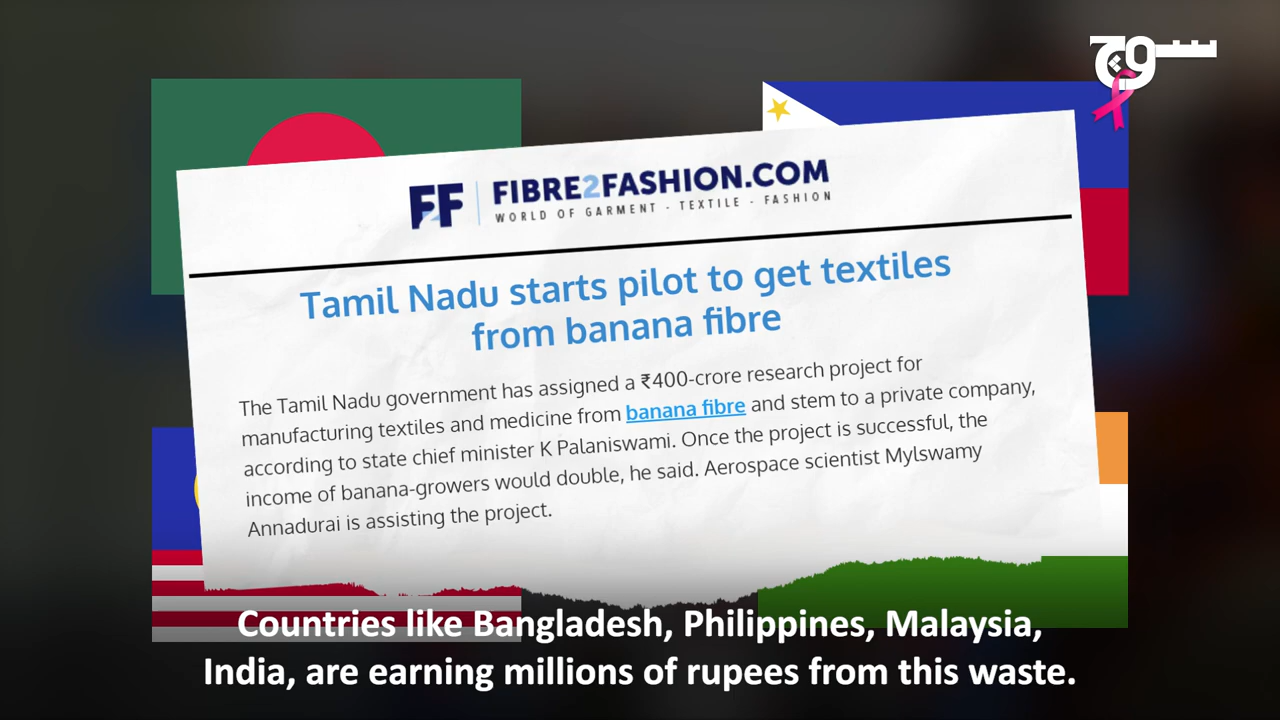 سوچ
FF
FIBRE2FASHION.COM
WORLD OF GARMENT - TEXTILE - FASHION
Tamil Nadu starts pilot to get textiles
from banana fibre
The Tamil Nadu government has assigned a ₹400-crore research project for
manufacturing textiles and medicine from banana fibre and stem to a private company,
according to state chief minister K Palaniswami. Once the project is successful, the
income of banana-growers would double, he said. Aerospace scientist Mylswamy
Annadurai is assisting the project.
Countries like Bangladesh, Philippines, Malaysia,
India, are earning millions of rupees from this waste.